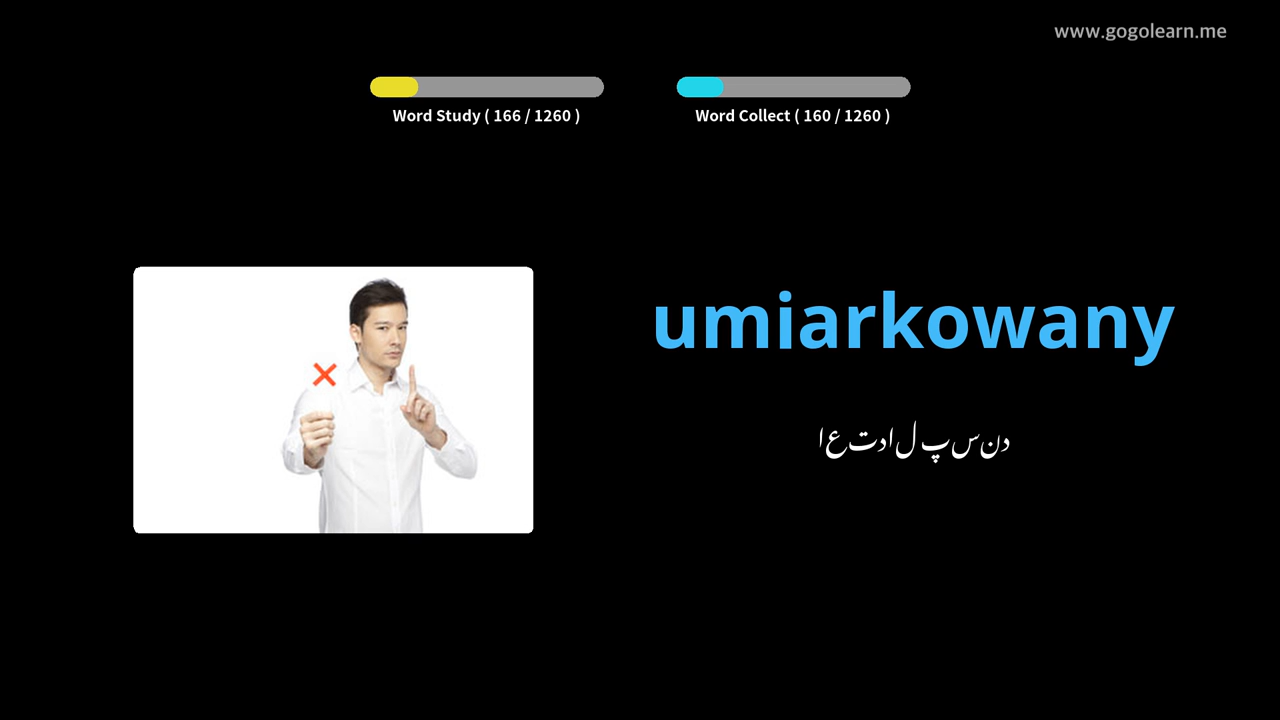 www.gogolearn.me
Word Study ( 166 / 1260 )
Word Collect ( 160 / 1260 )
umiarkowany
اعتدال پسند